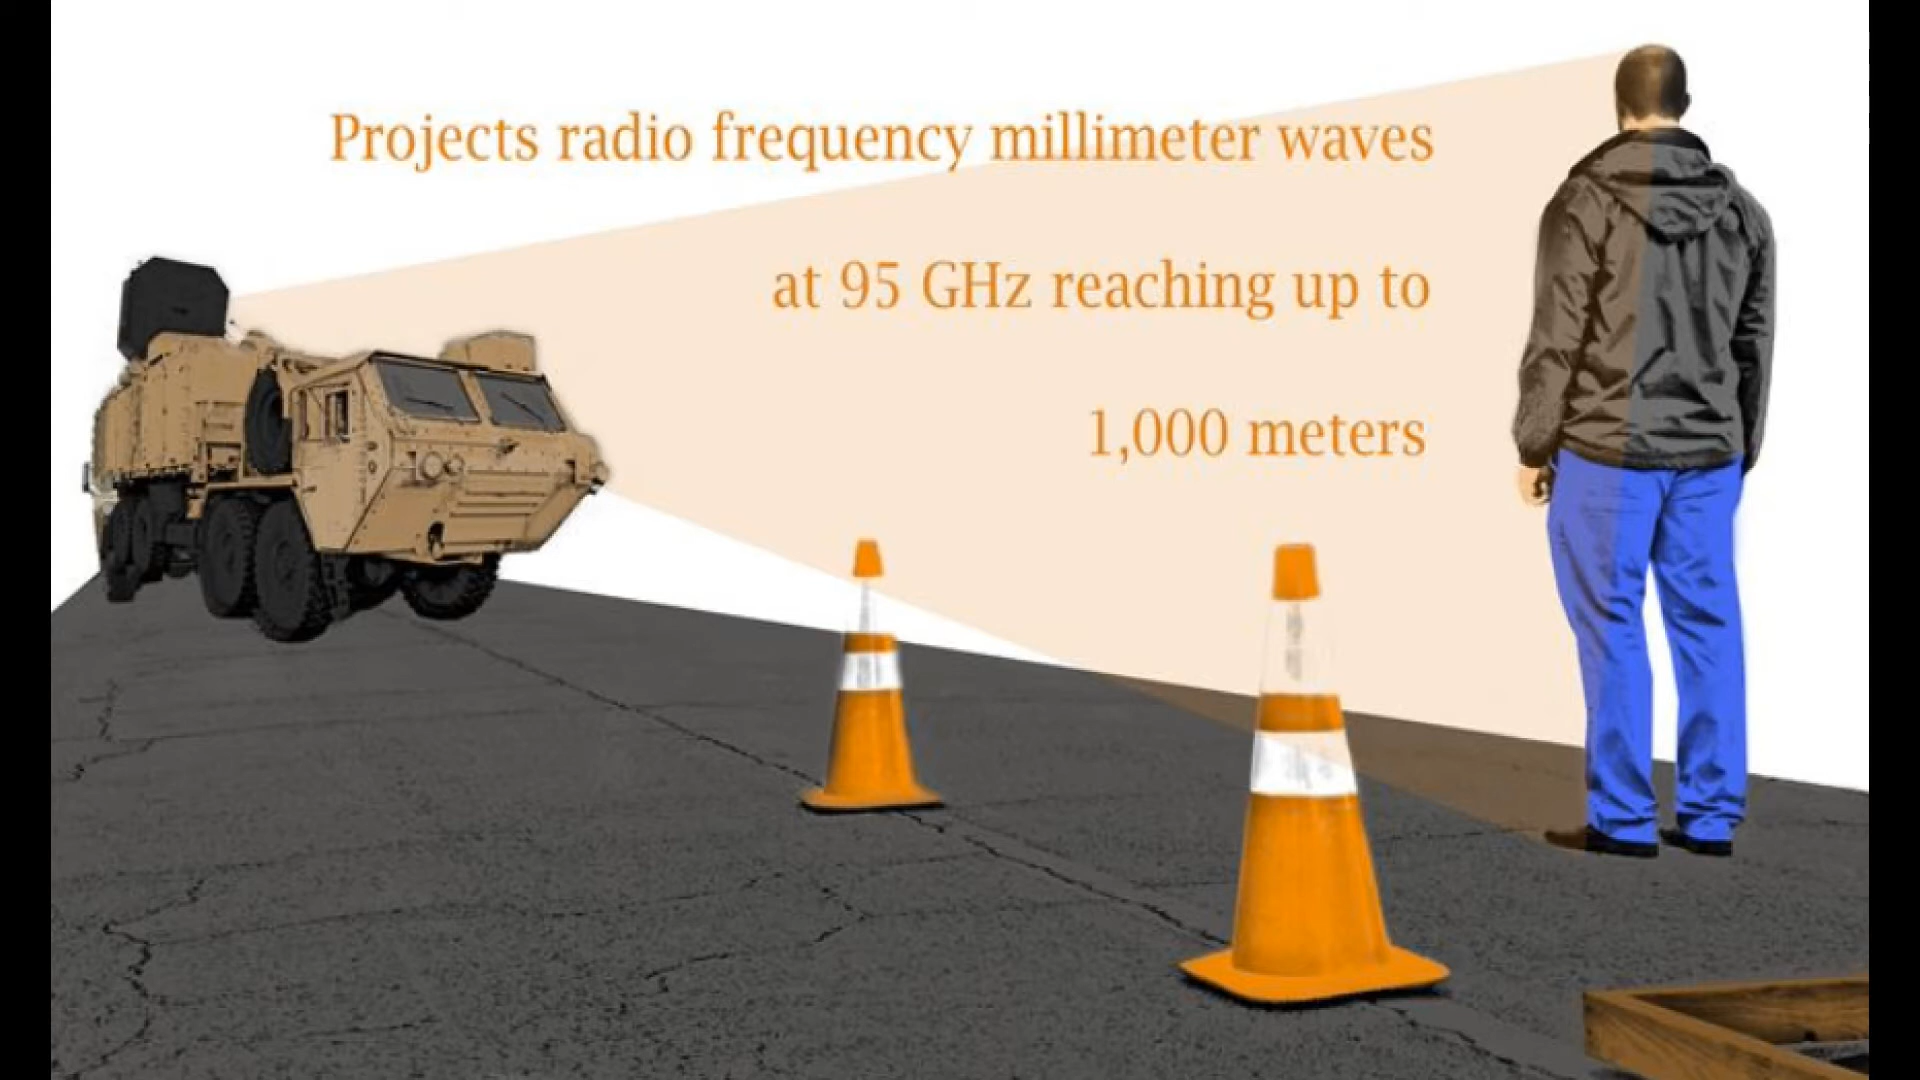 Projects radio frequency millimeter waves
at 95 GHz reaching up to
1,000 meters